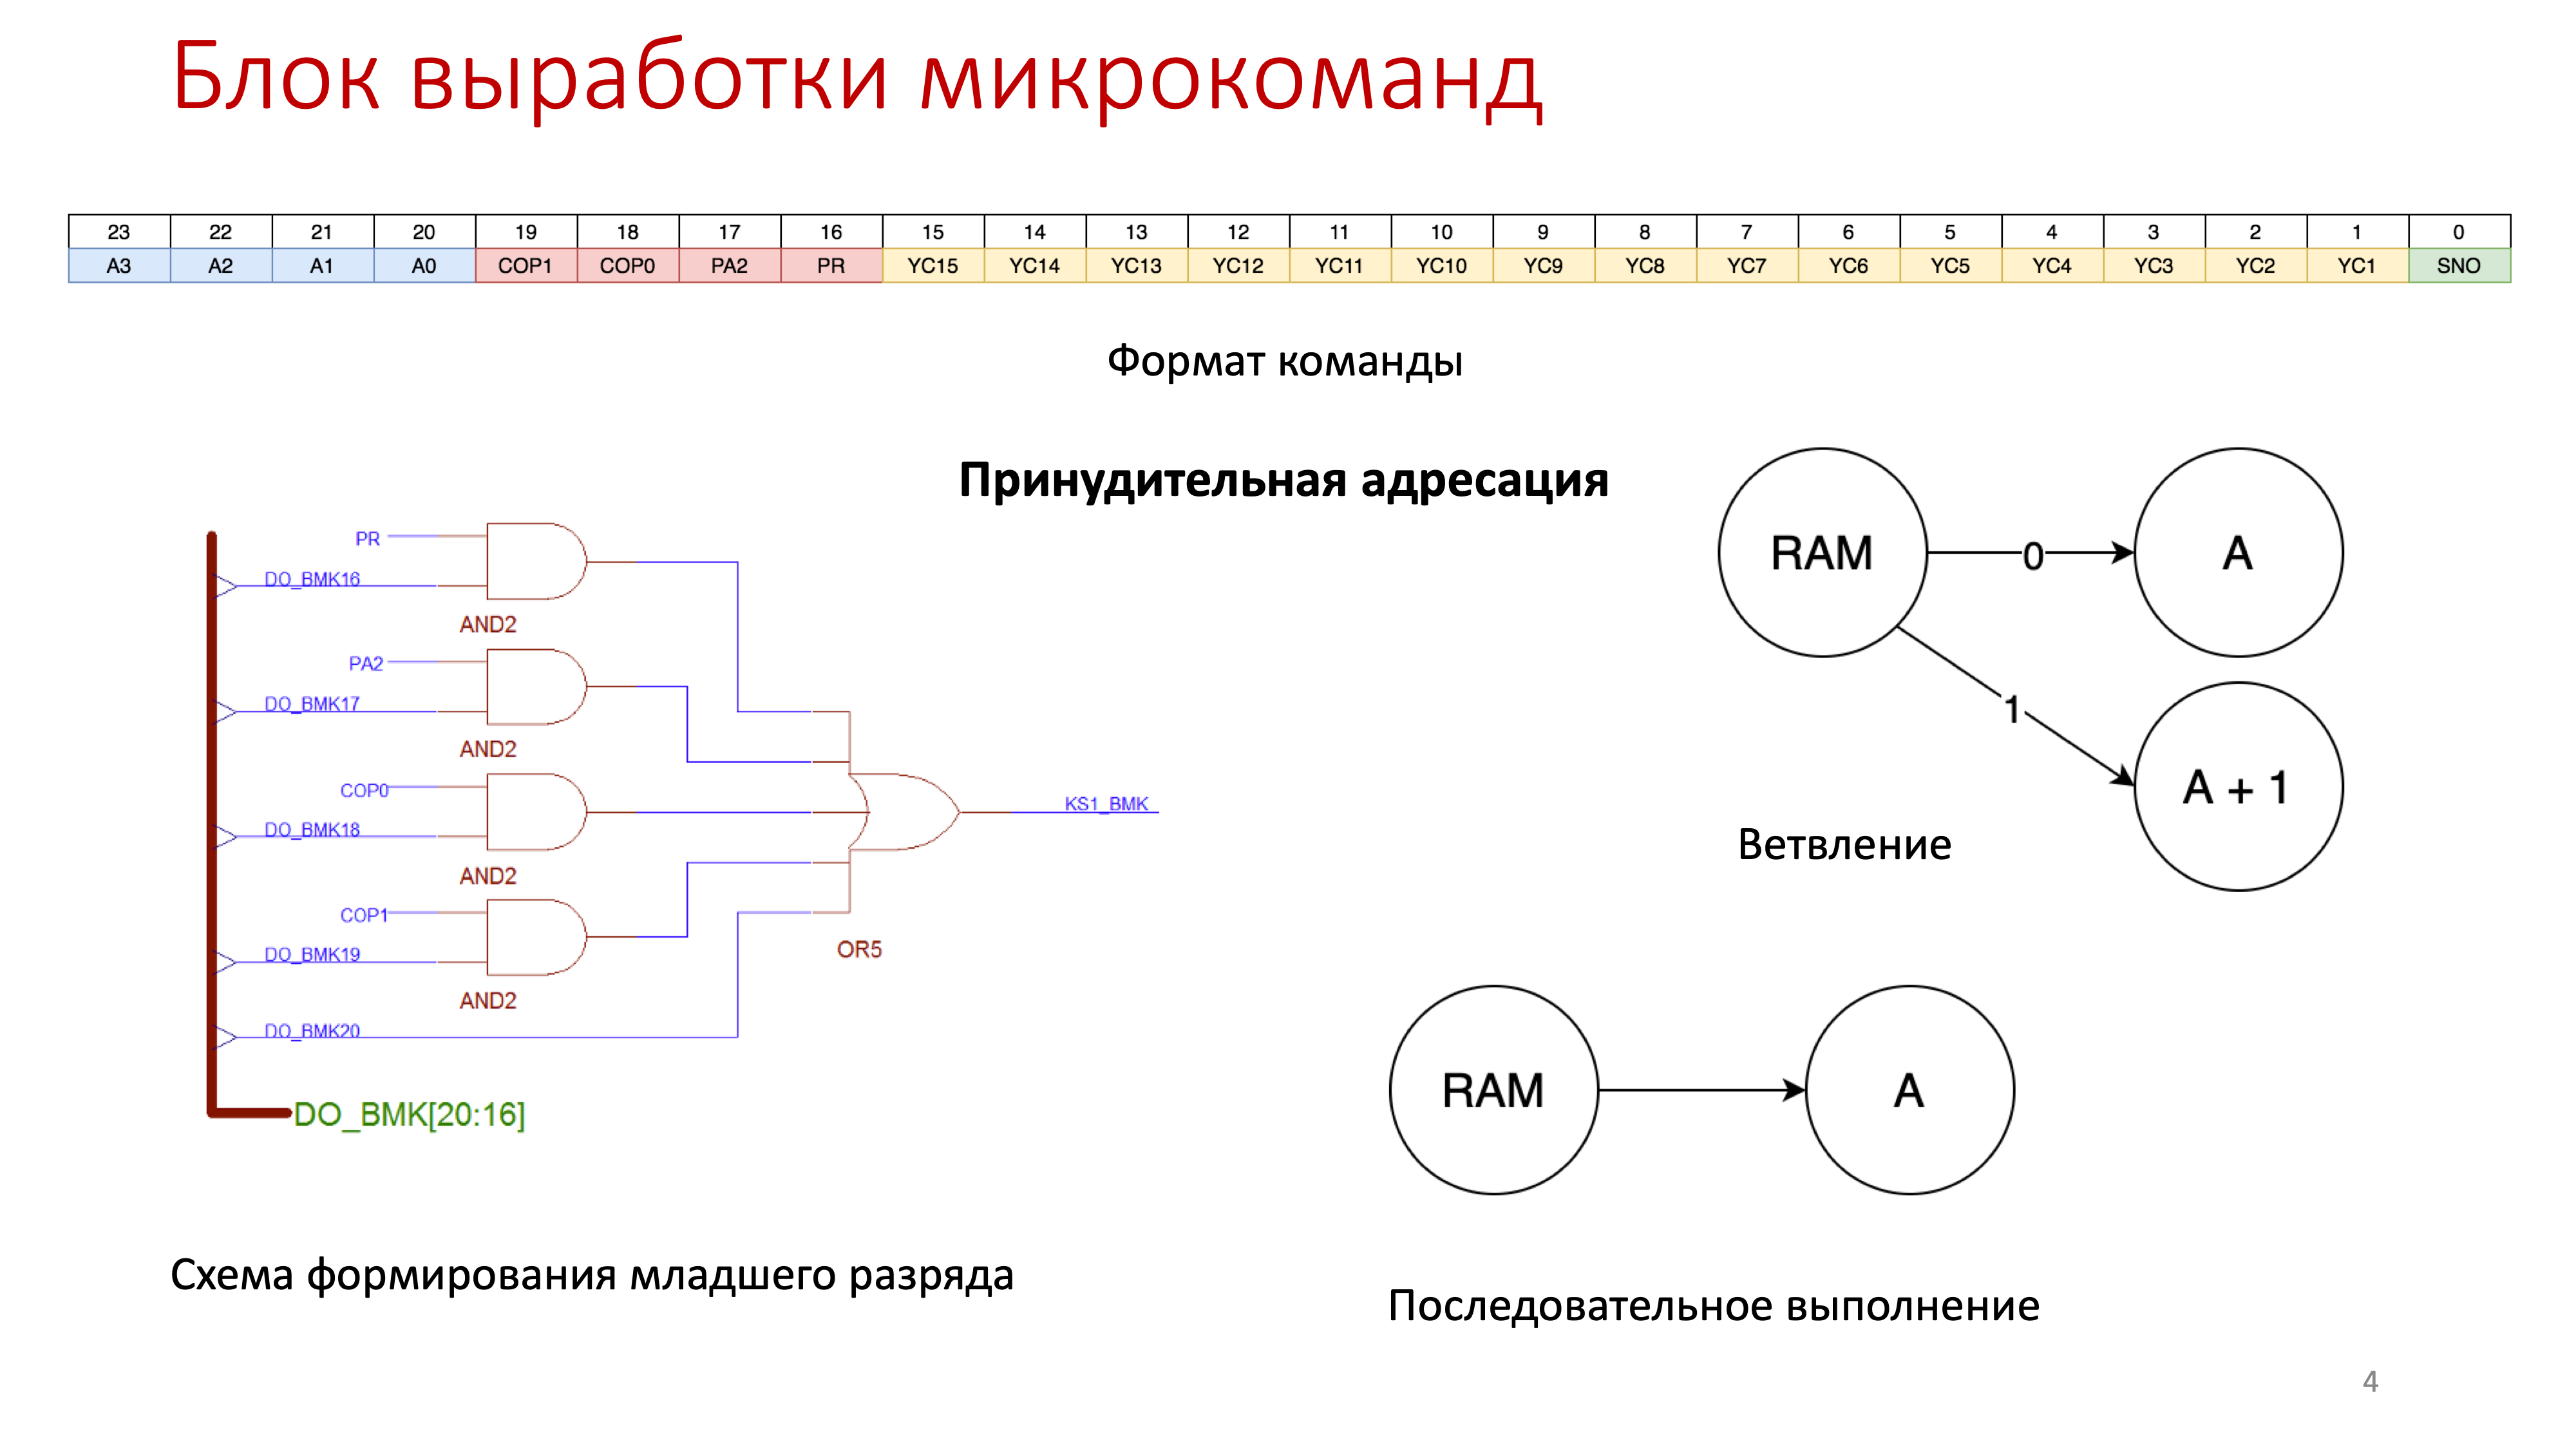 Блок выработки микрокоманд
23 22 21 20 19 18 17 16 15 14 13 12 11 10 9 8 7 6 5 4 3 2 1 0
A3 A2 A1 A0 COP1 COP0 PA2 PR YC15 YC14 YC13 YC12 YC11 YC10 YC9 YC8 YC7 YC6 YC5 YC4 YC3 YC2 YC1 SNO
Формат команды
Принудительная адресация
PR
DO_BMK16
AND2
PA2
DO_BMK17
AND2
COP0
DO_BMK18
AND2
COP1
DO_BMK19
AND2
DO_BMK20
OR5
KS1_BMK
DO_BMK[20:16]
Схема формирования младшего разряда
RAM
0
A
1
A + 1
Ветвление
RAM
A
Последовательное выполнение
4